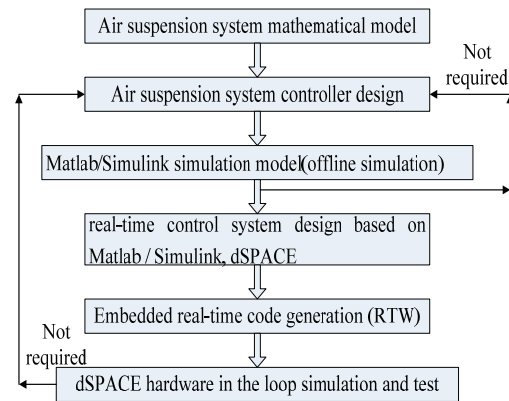 Air suspension system mathematical model
Not
required
Air suspension system controller design
Matlab/Simulink simulation model(offline simulation)
real-time control system design based on
Matlab / Simulink, dSPACE
Embedded real-time code generation (RTW)
Not
required
dSPACE hardware in the loop simulation and test